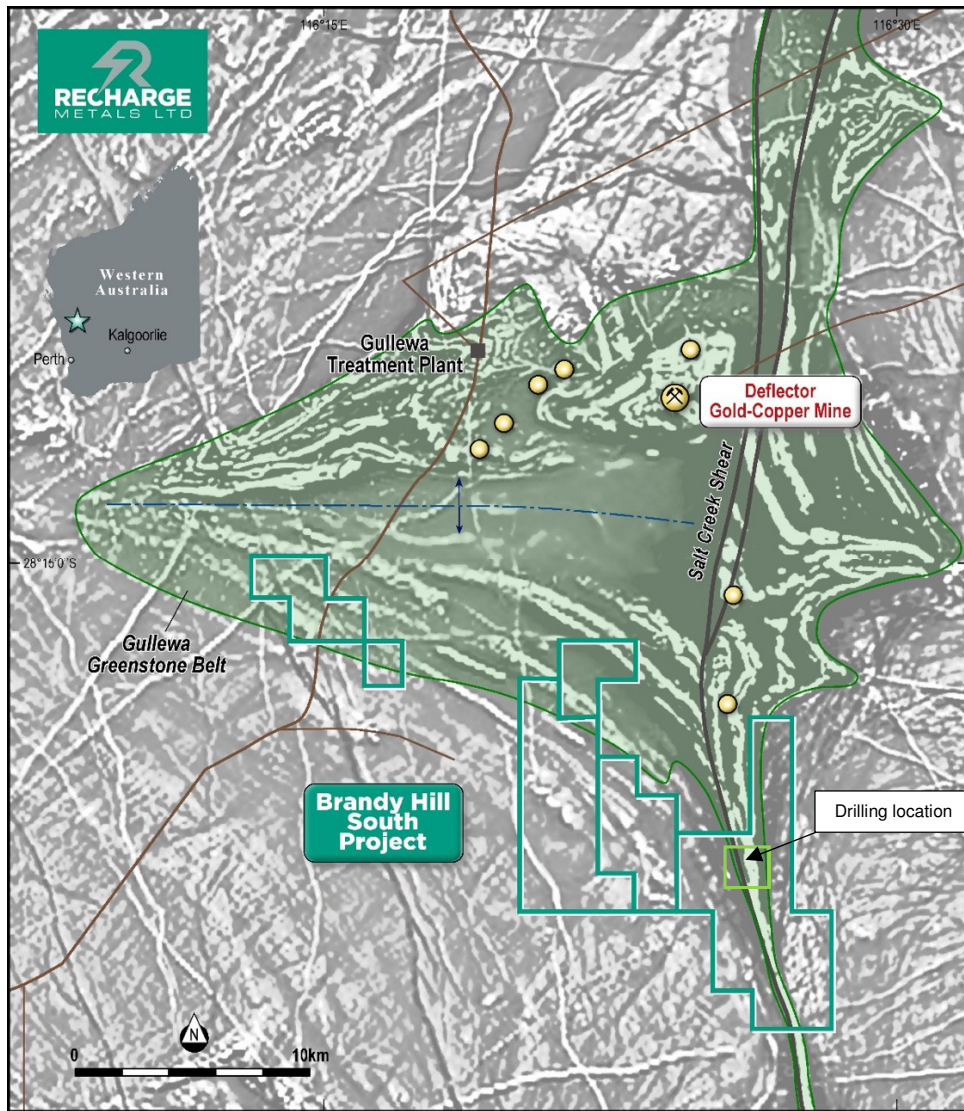 116°15'E
116°30'E
RECHARGE
METALS LTD
Western
Australia
Kalgoorlie
Perth
Gullewa
Treatment Plant
Deflector
Gold-Copper Mine
Salt Creek Shear
28°15'0"S
Gullewa
Greenstone Belt
Brandy Hill
South
Project
Drilling location
N
0
10km